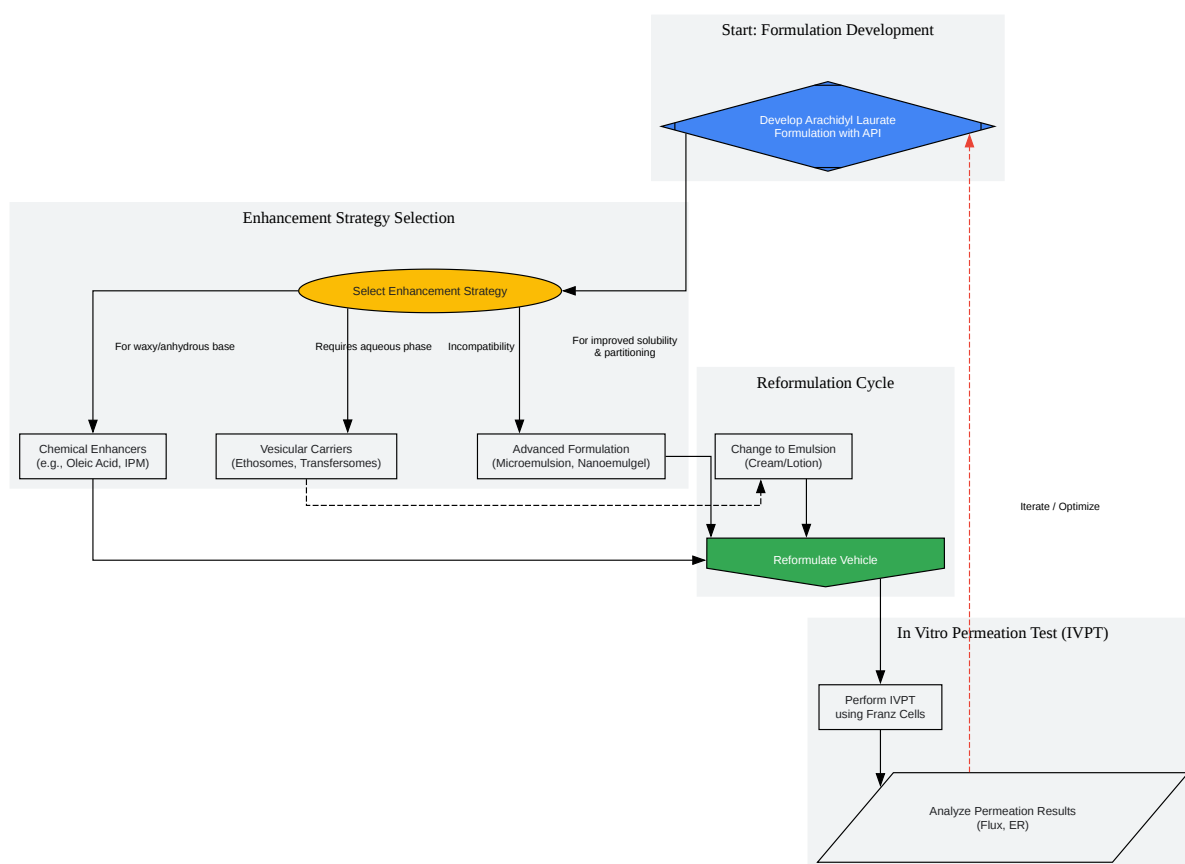 Start: Formulation Development
Develop Arachidyl Laurate
Formulation with API
Enhancement Strategy Selection
Select Enhancement Strategy
For waxy/anhydrous base
Requires aqueous phase
Incompatibility
For improved solubility
& partitioning
Reformulation Cycle
Chemical Enhancers
(e.g., Oleic Acid, IPM)
Vesicular Carriers
(Ethosomes, Transfersomes)
Advanced Formulation
(Microemulsion, Nanoemulgel)
Change to Emulsion
(Cream/Lotion)
Iterate / Optimize
Reformulate Vehicle
In Vitro Permeation Test (IVPT)
Perform IVPT
using Franz Cells
Analyze Permeation Results
(Flux, ER)